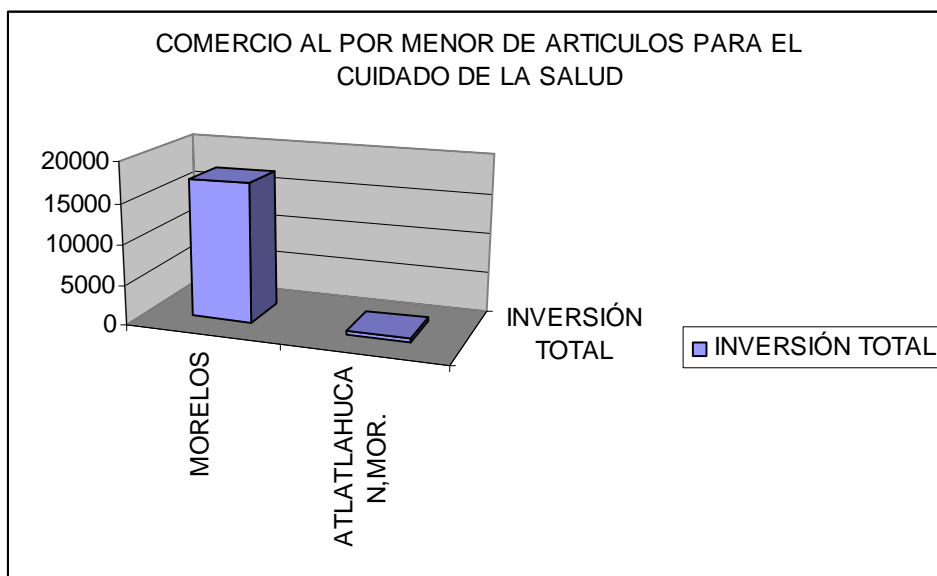 COMERCIO AL POR MENOR DE ARTICULOS PARA EL
CUIDADO DE LA SALUD
20000
15000
10000
5000
0
MORELOS
ATLATLAHUCA
N,MOR.
INVERSIÓN
TOTAL
INVERSIÓN TOTAL